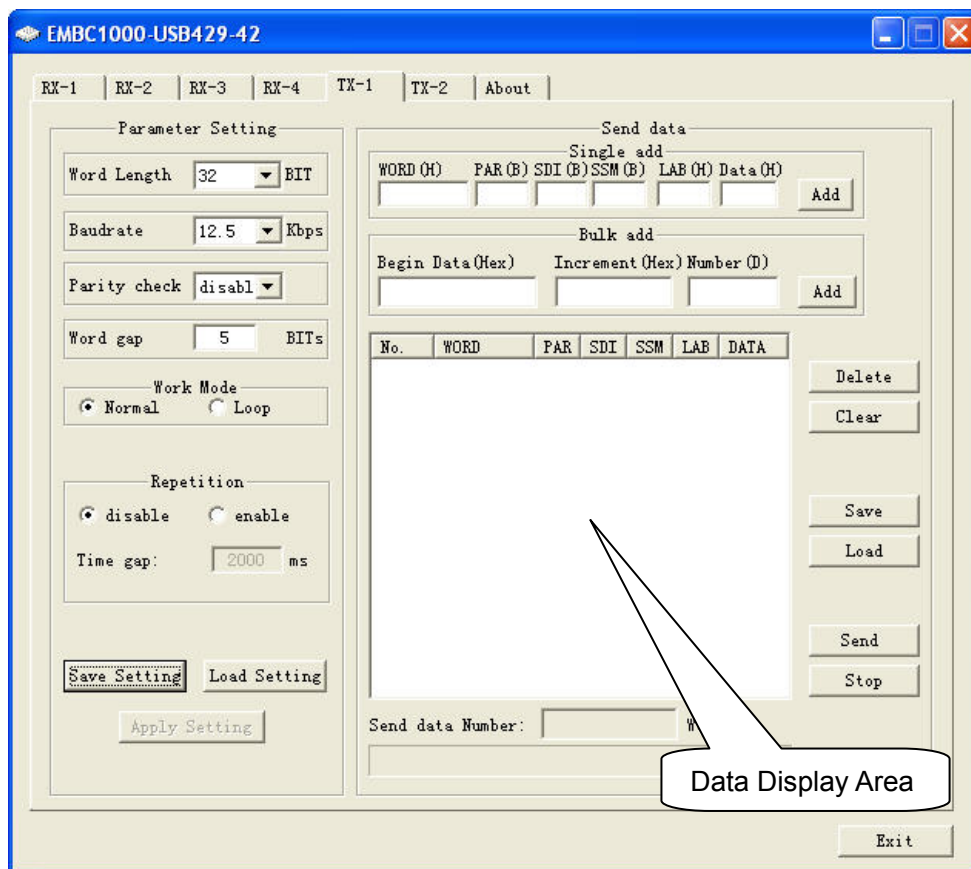 EMBC1000-USB429-42
RX-1 RX-2 RX-3 RX-4 TX-1 TX-2 About
Parameter Setting
Word Length 32 BIT
Baudrate 12.5 Kbps
Parity check disabl
Word gap 5 BITs
Work Mode
Normal Loop
Repetition
disable enable
Time gap: 2000 ms
Save Setting Load Setting
Apply Setting
Send data
Single add
WORD(H) PAR(B) SDI(B) SSM(B) LAB(H) Data(H)
Add
Bulk add
Begin Data(Hex) Increment(Hex) Number(D)
Add
No. WORD PAR SDI SSM LAB DATA
Delete
Clear
Save
Load
Send
Stop
Send data Number:
Data Display Area
Exit